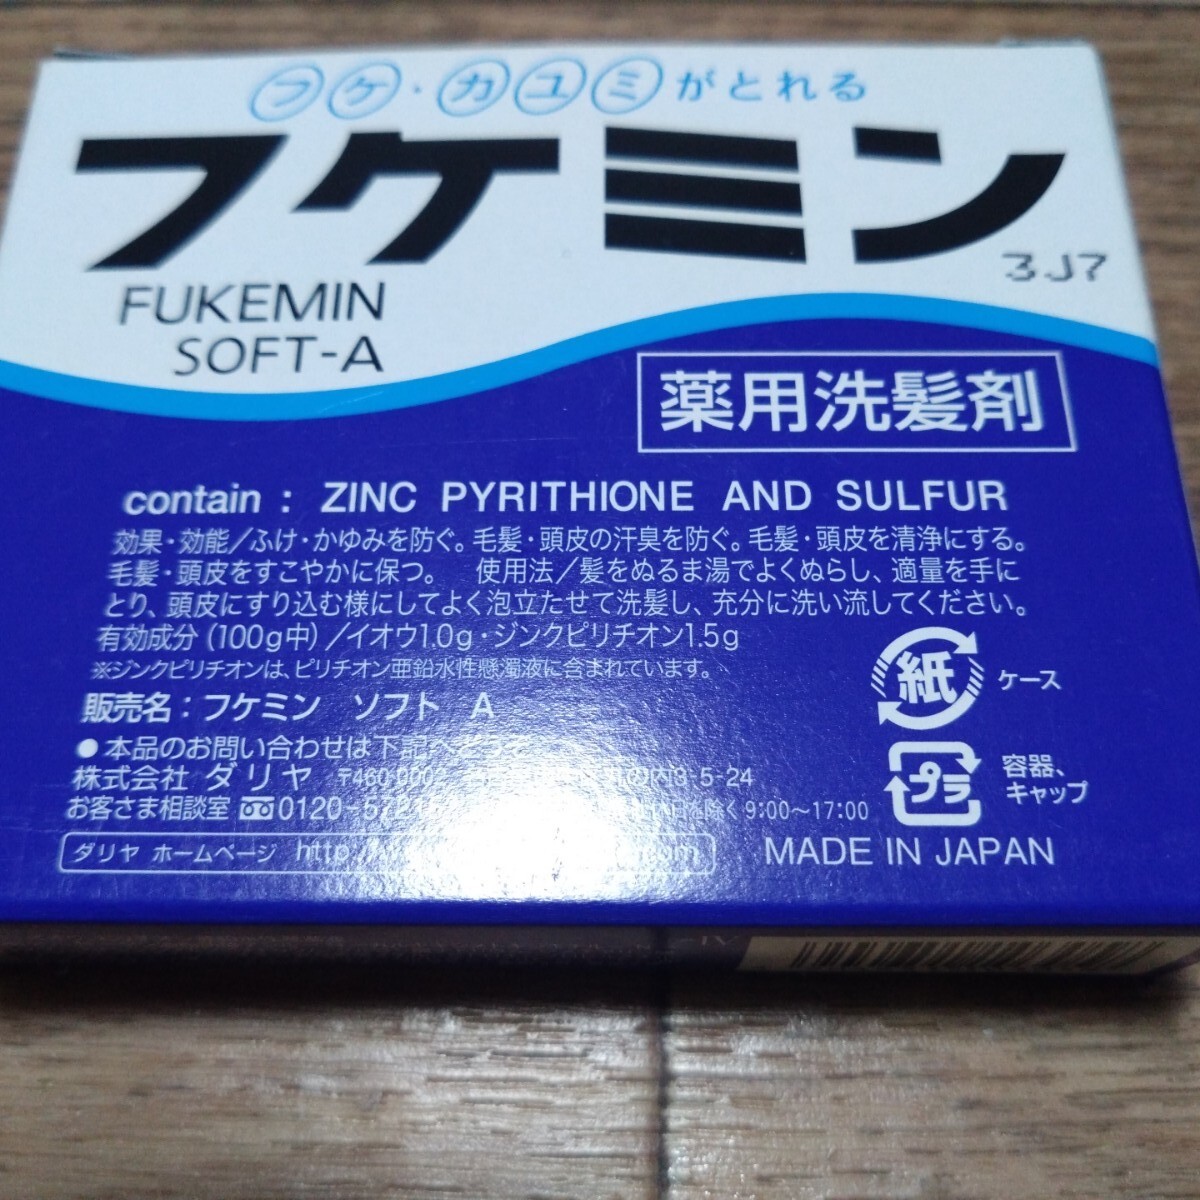 フケ・カユミがとれる
フケミン
3J7
FUKEMIN
SOFT-A
薬用洗髪剤
contain : ZINC PYRITHIONE AND SULFUR
効果・効能/ふけ・かゆみを防ぐ。毛髪・頭皮の汗臭を防ぐ。毛髪・頭皮を清浄にする。
毛髪・頭皮をすこやかに保つ。 使用法/髪をぬるま湯でよくぬらし、適量を手に
とり、頭皮にすり込む様にしてよく泡立たせて洗髪し、充分に洗い流してください。
有効成分(100g中)/イオウ1.0g・ジンクピリチオン1.5g
※ジンクピリチオンは、ピリチオン亜鉛水性懸濁液に含まれています。
販売名:フケミン ソフト A
●本品のお問い合わせは下記へどうぞ
株式会社 ダリヤ 〒460-0002 の内3-5-24
お客さま相談室 0120- を除く9:00〜17:00
ダリヤ ホームページ
紙
ケース
プラ
容器、
キャップ
MADE IN JAPAN